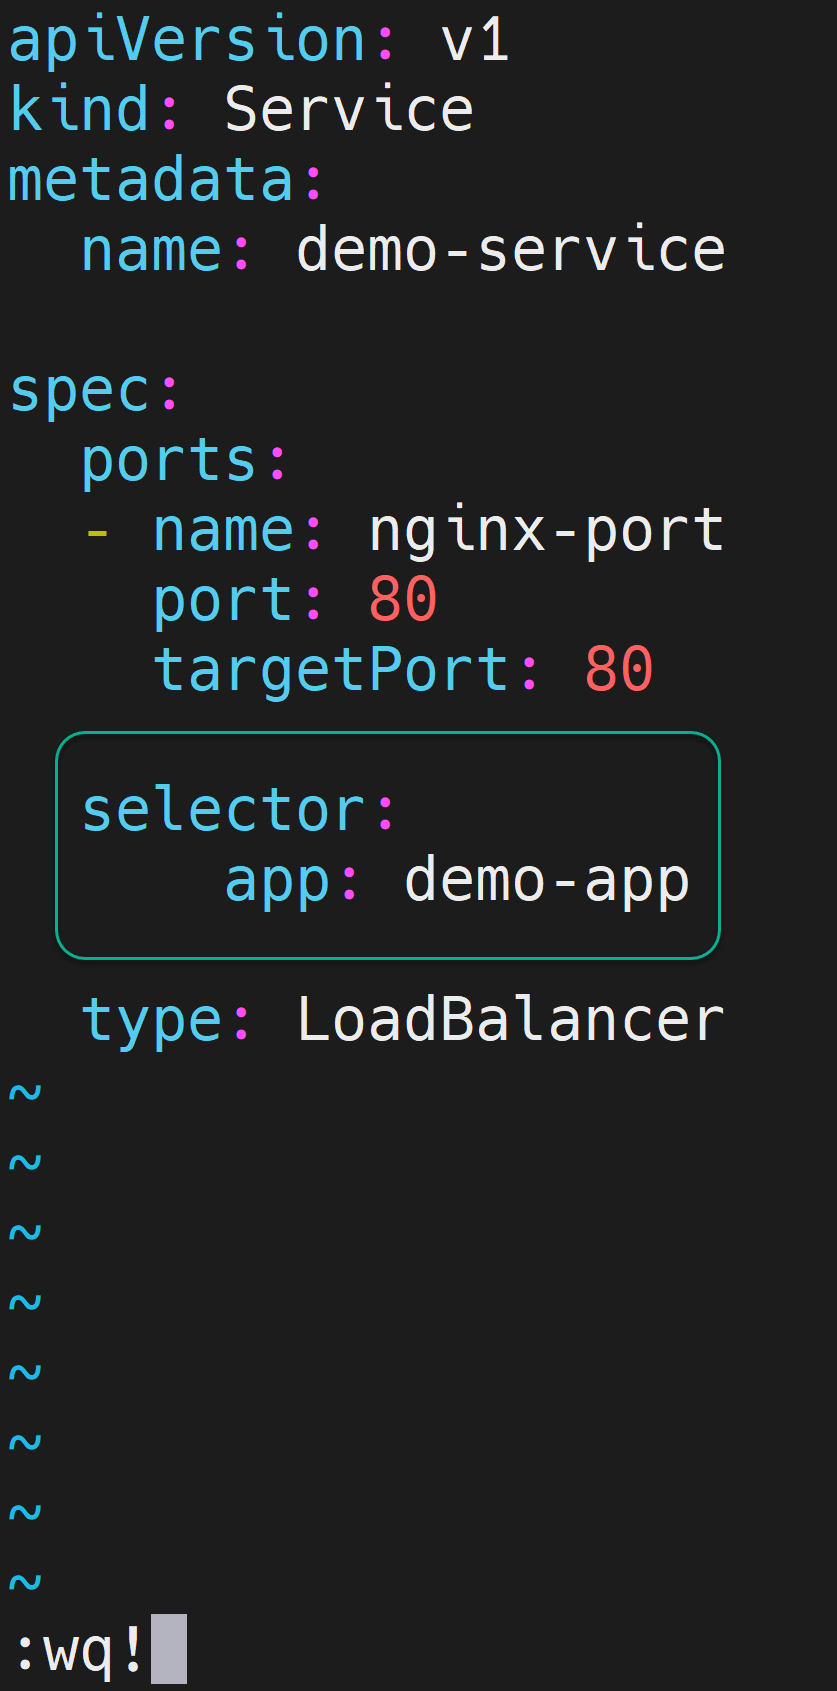 apiVersion: v1
kind: Service
metadata:
  name: demo-service

spec:
  ports:
  - name: nginx-port
    port: 80
    targetPort: 80

  selector:
      app: demo-app

  type: LoadBalancer
~
~
~
~
~
~
~
~
:wq!